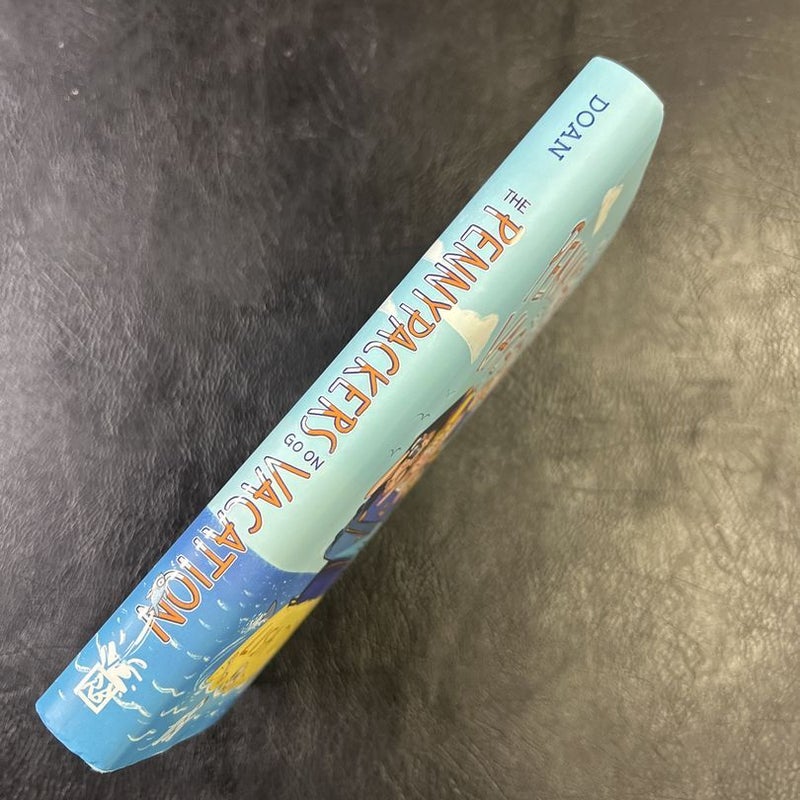 DOAN
THE
PENNYPACKERS
GO ON
VACATION